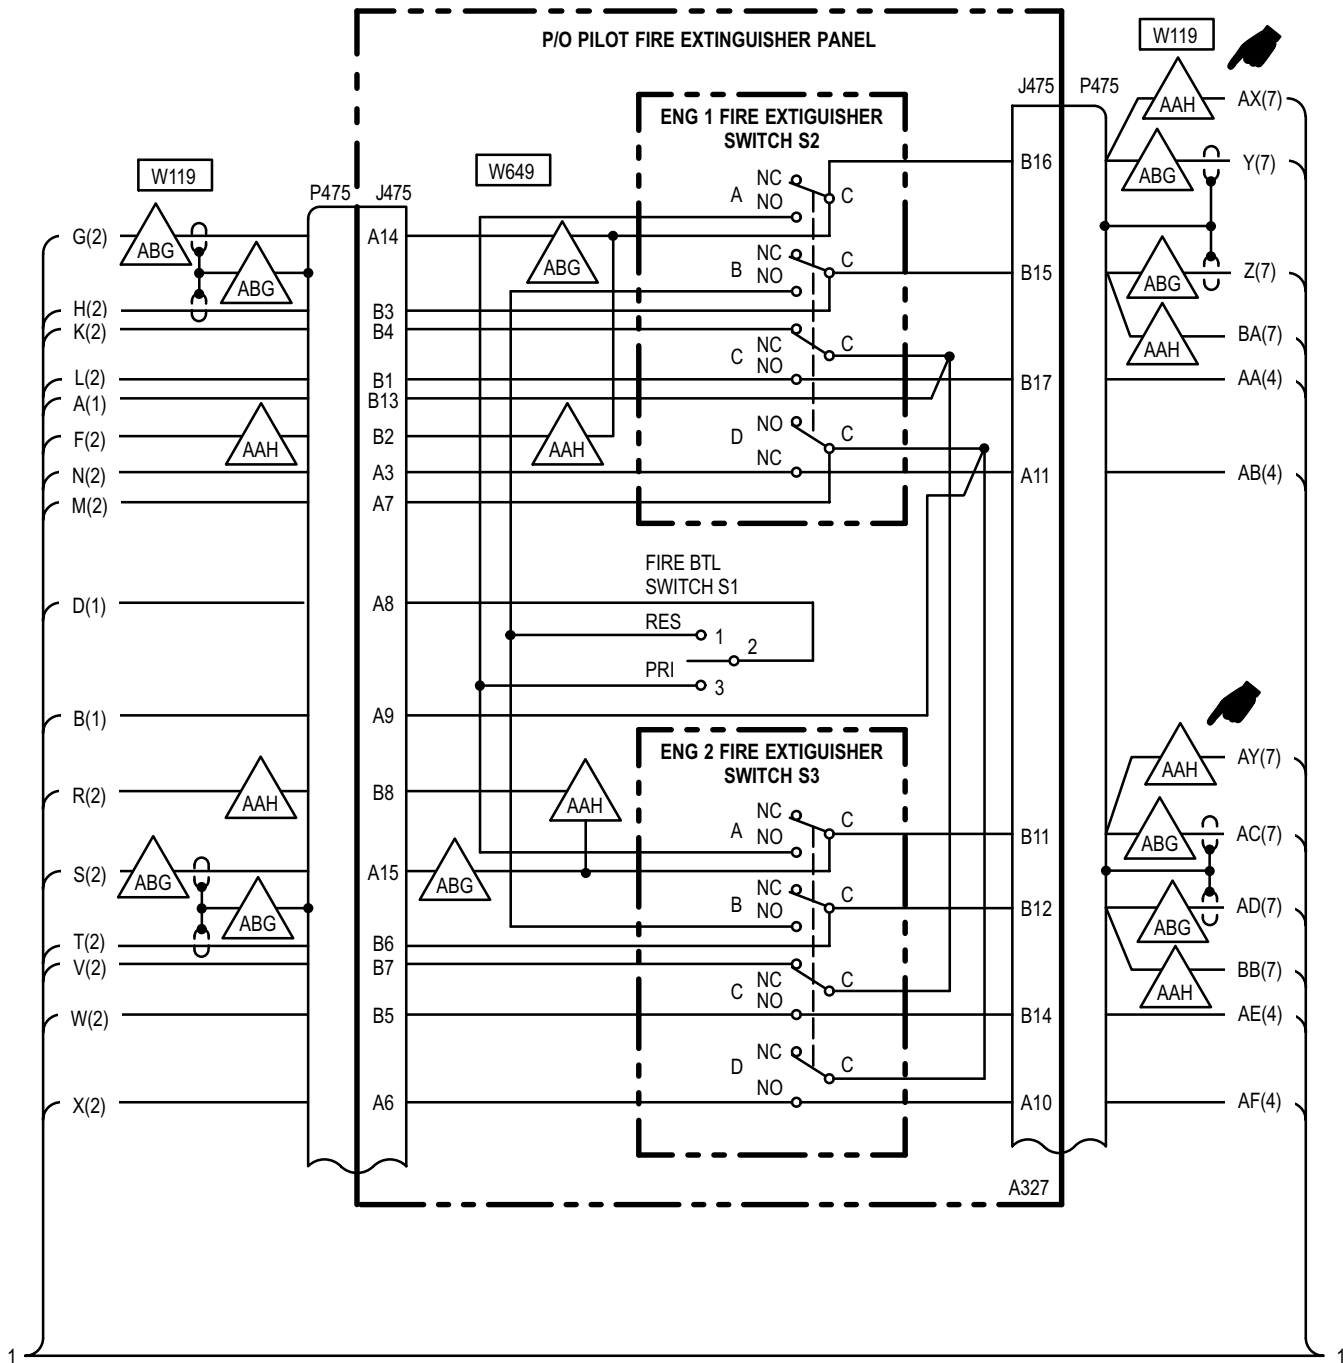 P/O PILOT FIRE EXTINGUISHER PANEL
W119
J475 P475
AAH AX(7)
ENG 1 FIRE EXTIGUISHER
SWITCH S2
B16
ABG Y(7)
W119
W649
P475 J475
NC
A C
NO
G(2) ABG
A14
ABG
ABG
NC
B C
NO
B15
ABG Z(7)
H(2)
B3
K(2)
B4
AAH BA(7)
NC
C C
NO
L(2)
B1
B17
AA(4)
A(1)
B13
F(2) AAH
B2
AAH
NO
D C
NC
N(2)
A3
A11
AB(4)
M(2)
A7
FIRE BTL
SWITCH S1
D(1)
A8
RES 1
2
PRI 3
B(1)
A9
ENG 2 FIRE EXTIGUISHER
SWITCH S3
AAH AY(7)
R(2) AAH
B8
AAH
NC
A C
NO
B11
ABG AC(7)
S(2) ABG
A15
ABG
ABG
NC
B C
NO
B12
ABG AD(7)
T(2)
B6
V(2)
B7
NC
C C
NO
AAH BB(7)
W(2)
B5
B14
AE(4)
NC
D C
NO
X(2)
A6
A10
AF(4)
A327
1 1